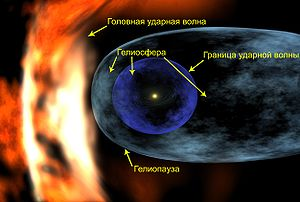 Головная ударная волна
Гелиосфера
Граница ударной волны
Гелиопауза